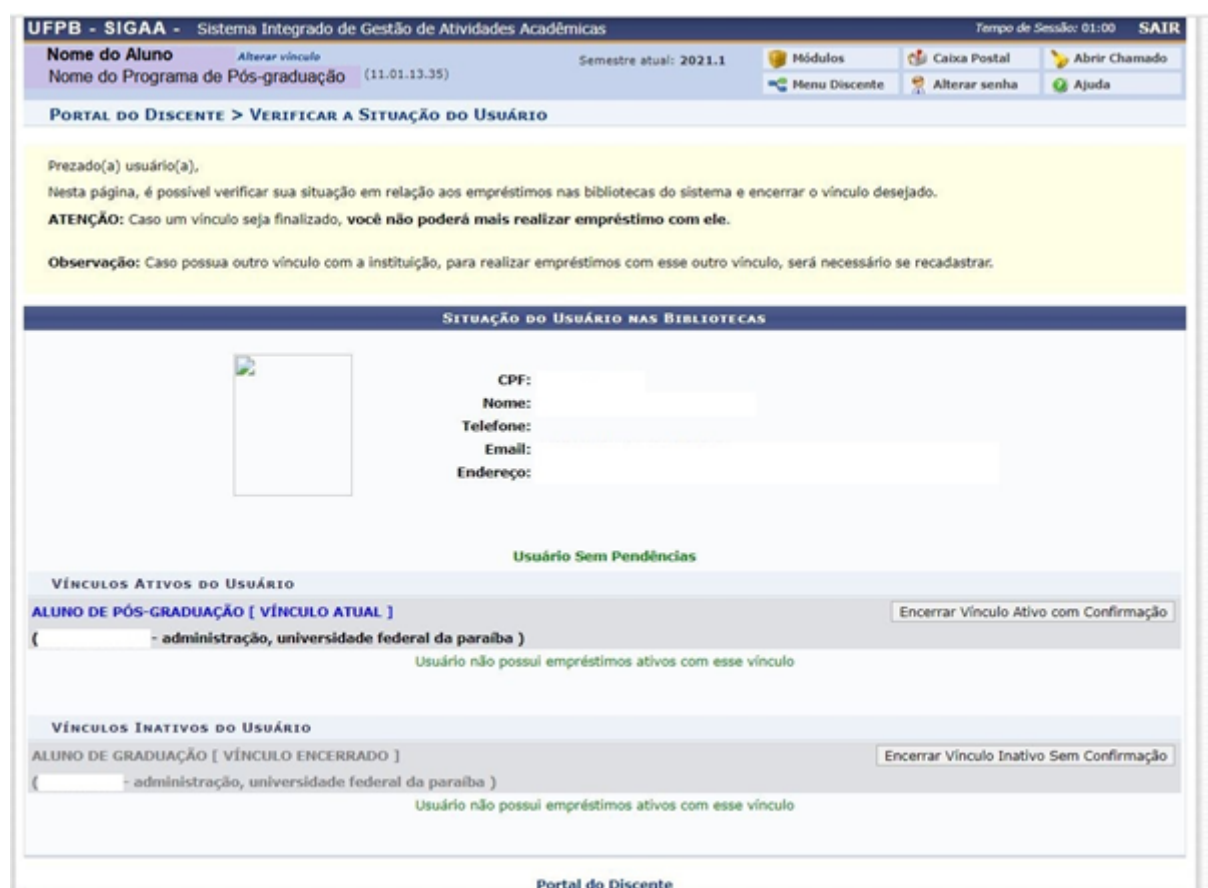 UFPB - SIGAA - Sistema Integrado de Gestão de Atividades Acadêmicas Tempo de Sessão: 01:00 SAIR
Nome do Aluno Alterar vínculo Semestre atual: 2021.1 Módulos Caixa Postal Abrir Chamado
Nome do Programa de Pós-graduação (11.01.13.35) Menu Discente Alterar senha Ajuda
PORTAL DO DISCENTE > VERIFICAR A SITUAÇÃO DO USUÁRIO
Prezado(a) usuário(a),
Nesta página, é possivel verificar sua situação em relação aos empréstimos nas bibliotecas do sistema e encerrar o vínculo desejado.
ATENÇÃO: Caso um vínculo seja finalizado, você não poderá mais realizar empréstimo com ele.
Observação: Caso possua outro vínculo com a instituição, para realizar empréstimos com esse outro vínculo, será necessário se recadastrar.
SITUAÇÃO DO USUÁRIO NAS BIBLIOTECAS
CPF:
Nome:
Telefone:
Email:
Endereço:
Usuário Sem Pendências
VÍNCULOS ATIVOS DO USUÁRIO
ALUNO DE PÓS-GRADUAÇÃO [ VÍNCULO ATUAL ] Encerrar Vínculo Ativo com Confirmação
( - administração, universidade federal da paraíba )
Usuário não possui empréstimos ativos com esse vínculo
VÍNCULOS INATIVOS DO USUÁRIO
ALUNO DE GRADUAÇÃO [ VÍNCULO ENCERRADO ] Encerrar Vínculo Inativo Sem Confirmação
( - administração, universidade federal da paraíba )
Usuário não possui empréstimos ativos com esse vínculo
Portal do Discente